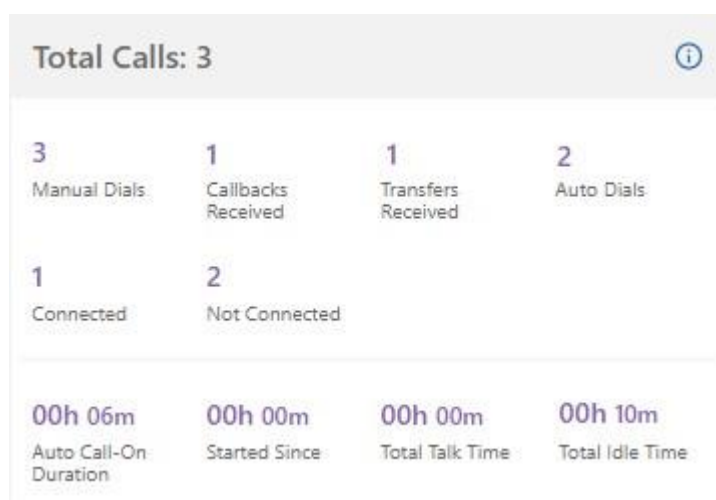 Total Calls: 3
3 1 1 2
Manual Dials Callbacks Received Transfers Received Auto Dials
1 2
Connected Not Connected
00h 06m 00h 00m 00h 00m 00h 10m
Auto Call-On Duration Started Since Total Talk Time Total Idle Time